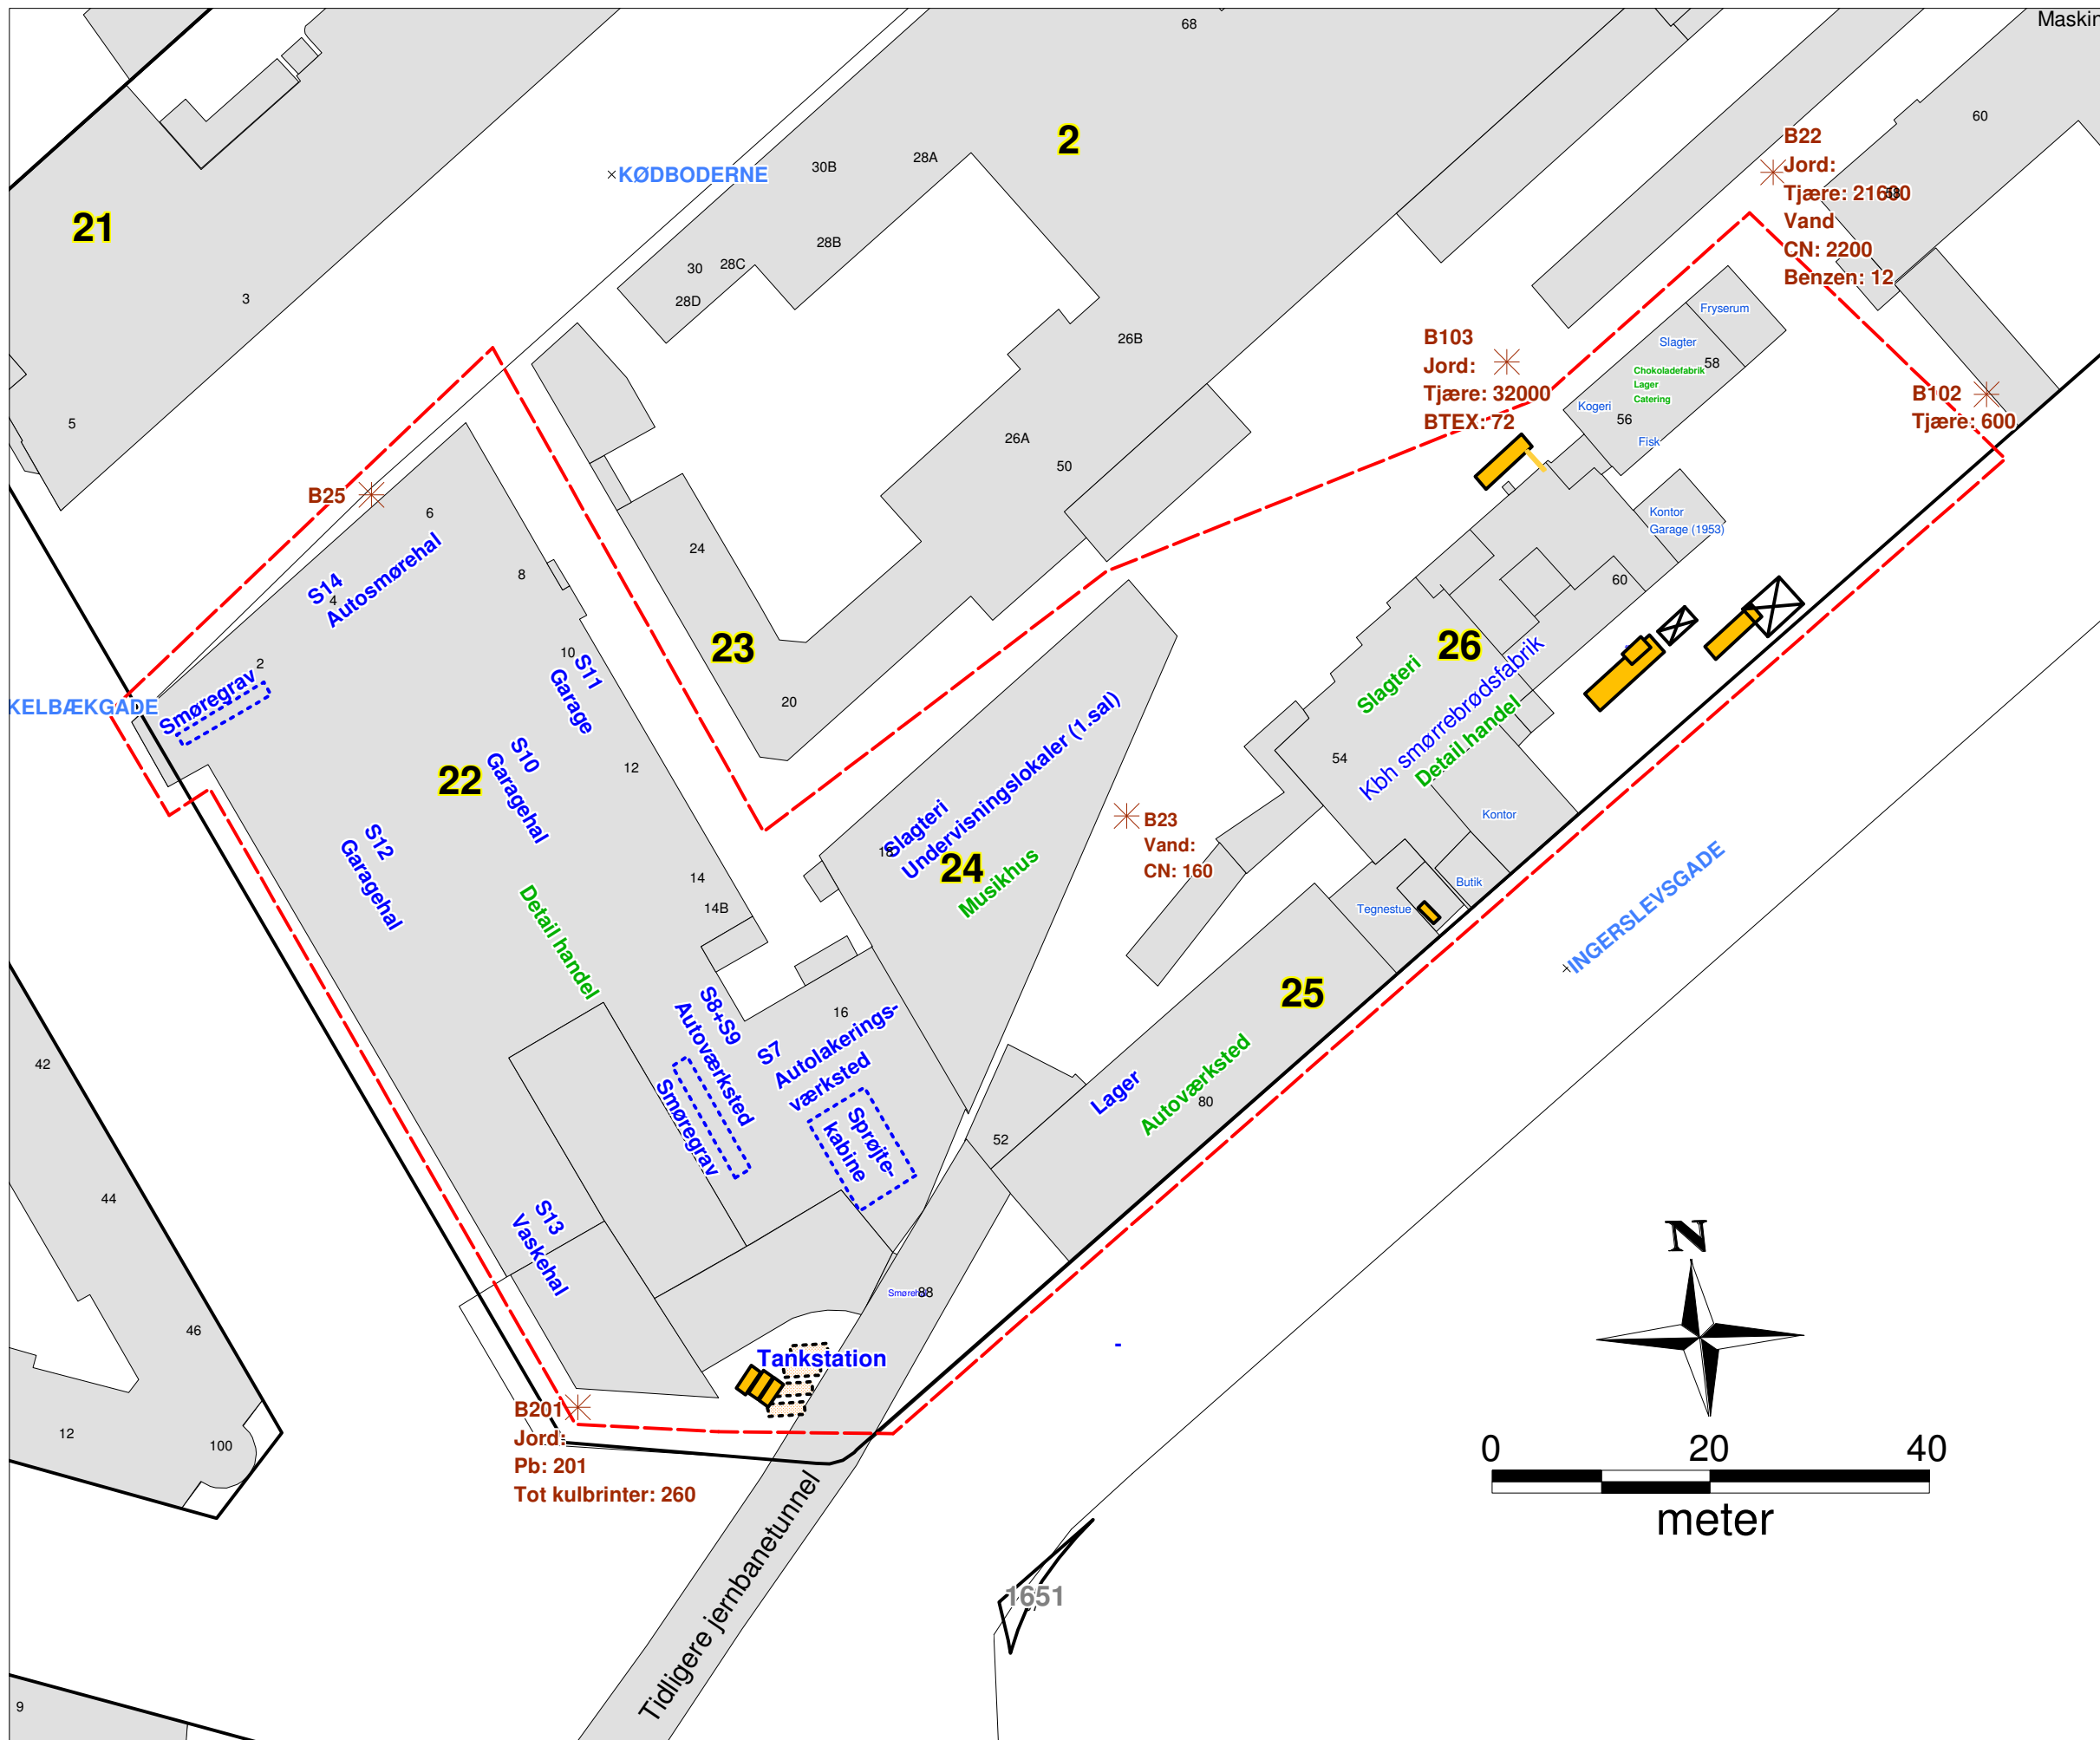 Maskin
68
60
2
B22
Jord:
Tjære: 21600
58
Vand
CN: 2200
Benzen: 12
30B
28A
KØDBODERNE
21
3
28B
30
28C
28D
26B
Fryserum
Slagter
58
Chokoladefabrik
Lager
Catering
Kogeri
56
Fisk
B103
Jord:
Tjære: 32000
BTEX: 72
B102
Tjære: 600
5
26A
50
B25
6
24
Kontor
Garage (1953)
S14
Autosmørehal
4
8
60
23
26
10
2
S11
Garage
Smøregrav
KELBÆKGADE
20
Slagteri
Kbh smørrebrødsfabrik
Detail handel
54
22
S10
Garagehal
12
S12
Garagehal
Slagteri
Undervisningslokaler (1.sal)
18
24
Musikhus
B23
Vand:
CN: 160
Kontor
Butik
Tegnestue
14
14B
Detail handel
INGERSLEVSGADE
25
S8+S9
Autoværksted
Smøregrav
16
S7
Autolakerings-
værksted
Sprøjte-
kabine
Lager
Autoværksted
80
52
42
44
46
12
100
S13
Vaskehal
88
Tankstation
-
B201
Jord:
Pb: 201
Tot kulbrinter: 260
Tidligere jernbanetunnel
N
0 20 40
meter
1651
9